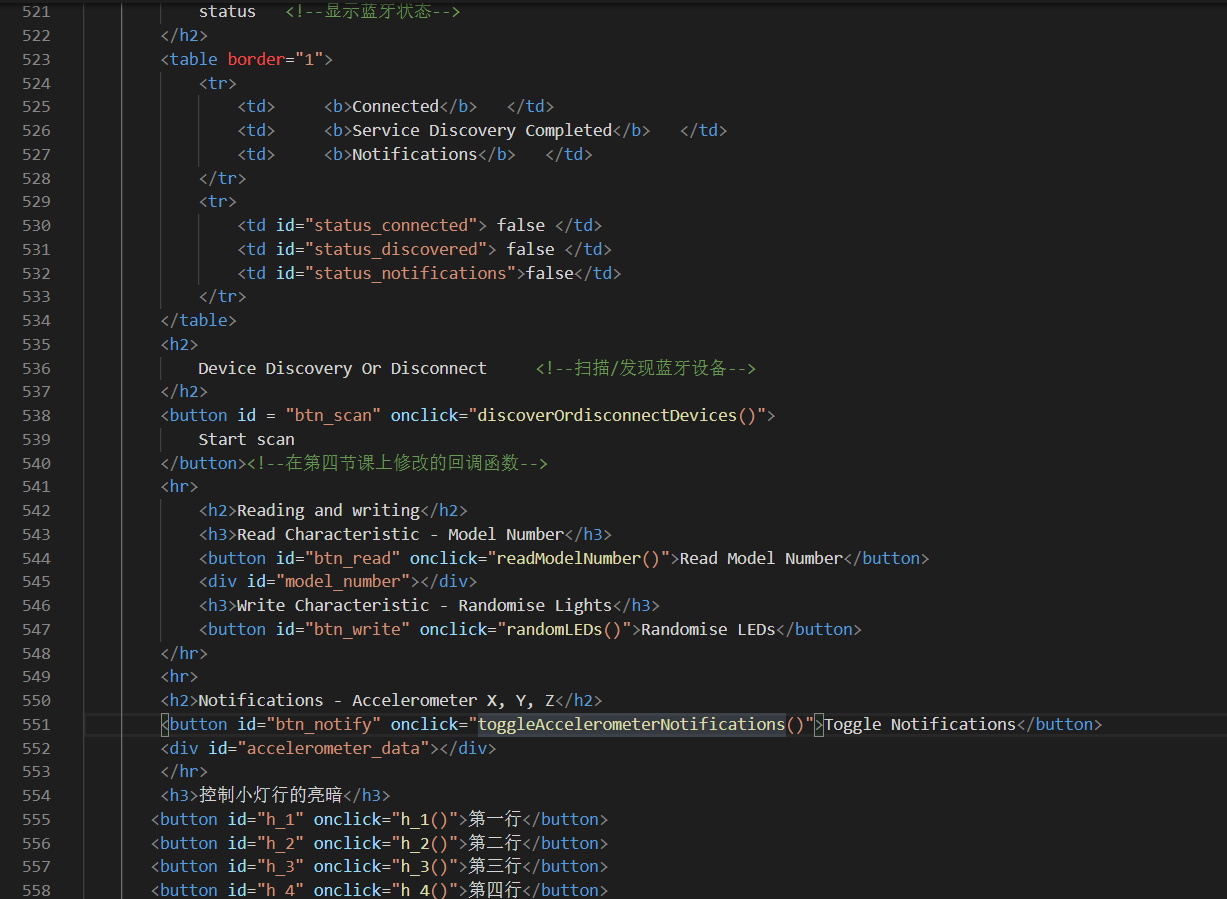 521 status <!--显示蓝牙状态-->
522 </h2>
523 <table border="1">
524 <tr>
525 <td> <b>Connected</b> </td>
526 <td> <b>Service Discovery Completed</b> </td>
527 <td> <b>Notifications</b> </td>
528 </tr>
529 <tr>
530 <td id="status_connected"> false </td>
531 <td id="status_discovered"> false </td>
532 <td id="status_notifications">false</td>
533 </tr>
534 </table>
535 <h2>
536 Device Discovery Or Disconnect <!--扫描/发现蓝牙设备-->
537 </h2>
538 <button id = "btn_scan" onclick="discoverOrdisconnectDevices()">
539 Start scan
540 </button><!--在第四节课上修改的回调函数-->
541 <hr>
542 <h2>Reading and writing</h2>
543 <h3>Read Characteristic - Model Number</h3>
544 <button id="btn_read" onclick="readModelNumber()">Read Model Number</button>
545 <div id="model_number"></div>
546 <h3>Write Characteristic - Randomise Lights</h3>
547 <button id="btn_write" onclick="randomLEDs()">Randomise LEDs</button>
548 </hr>
549 <hr>
550 <h2>Notifications - Accelerometer X, Y, Z</h2>
551 <button id="btn_notify" onclick="toggleAccelerometerNotifications()">Toggle Notifications</button>
552 <div id="accelerometer_data"></div>
553 </hr>
554 <h3>控制小灯行的亮暗</h3>
555 <button id="h_1" onclick="h_1()">第一行</button>
556 <button id="h_2" onclick="h_2()">第二行</button>
557 <button id="h_3" onclick="h_3()">第三行</button>
558 <button id="h_4" onclick="h_4()">第四行</button>